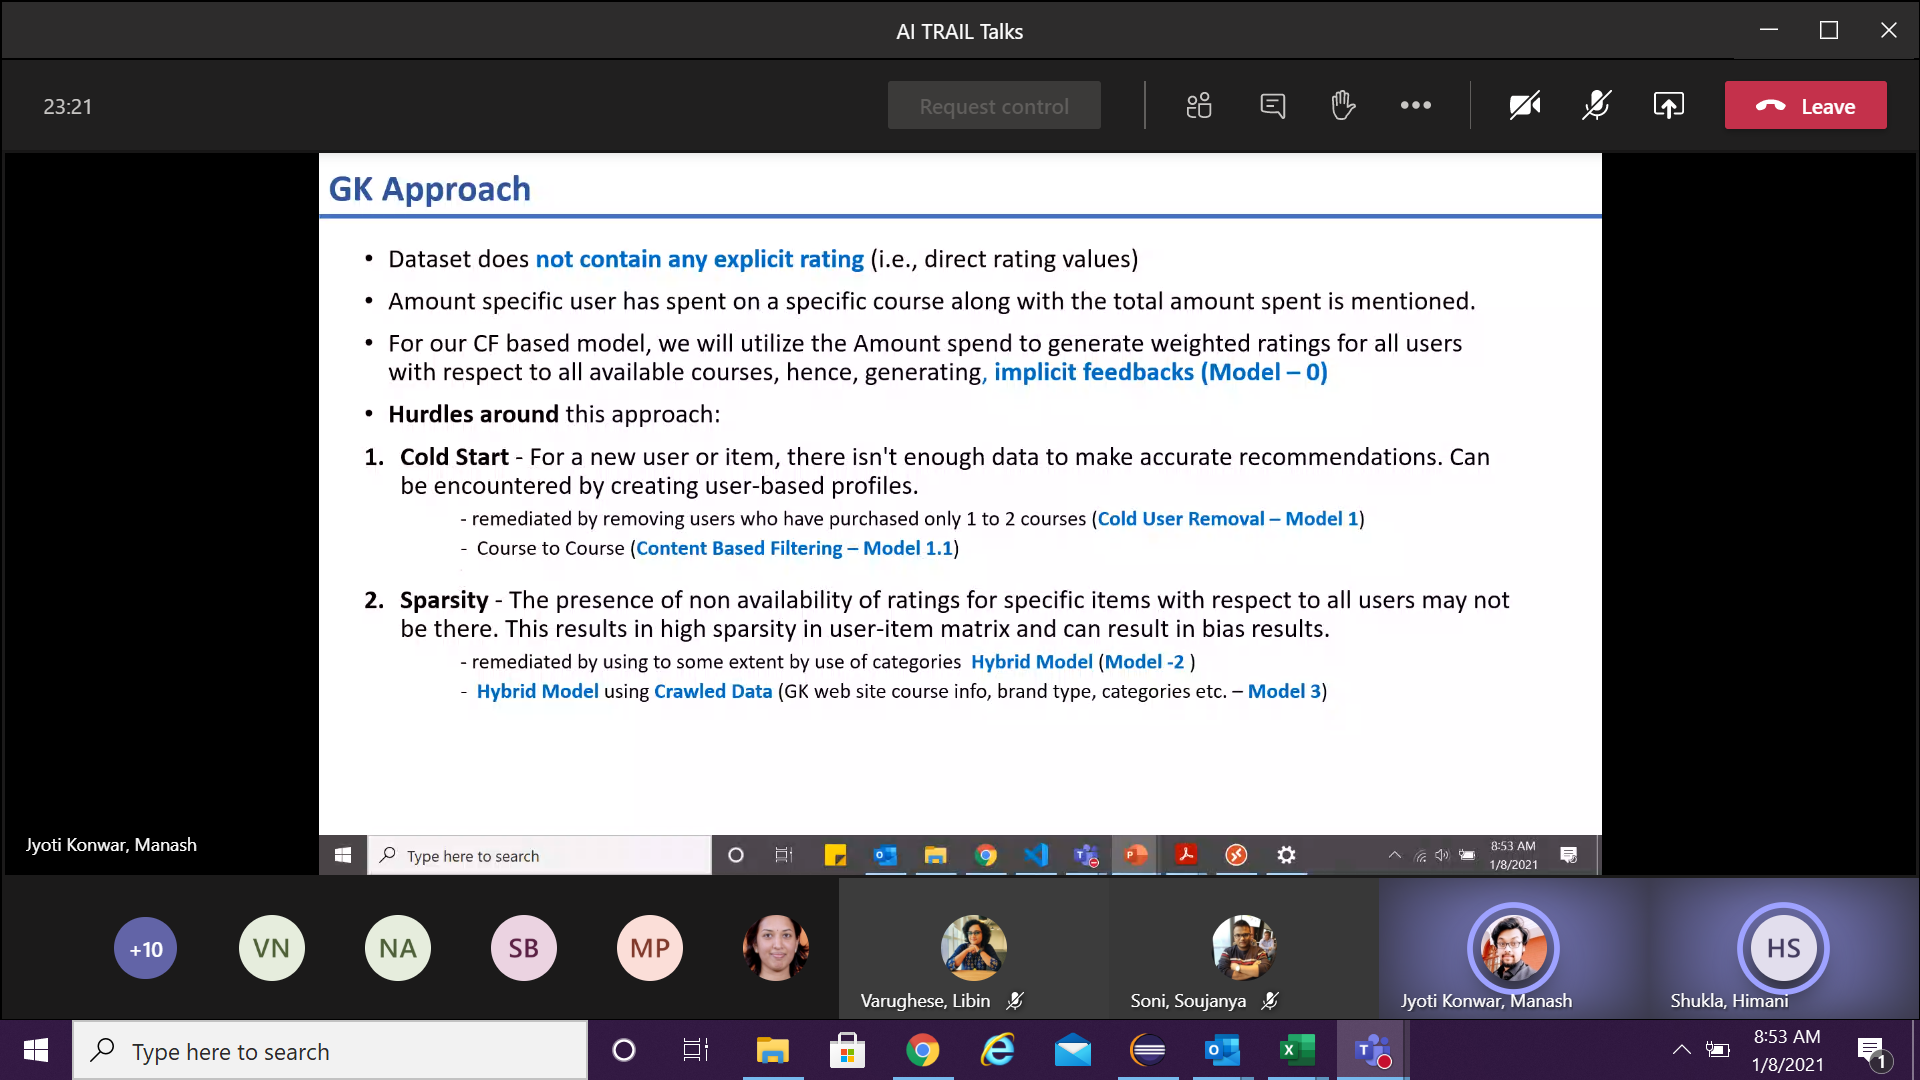 AI TRAIL Talks
23:21
Request control
Leave
GK Approach
• Dataset does not contain any explicit rating (i.e., direct rating values)
• Amount specific user has spent on a specific course along with the total amount spent is mentioned.
• For our CF based model, we will utilize the Amount spend to generate weighted ratings for all users
with respect to all available courses, hence, generating, implicit feedbacks (Model – 0)
• Hurdles around this approach:
1. Cold Start - For a new user or item, there isn't enough data to make accurate recommendations. Can
be encountered by creating user-based profiles.
- remediated by removing users who have purchased only 1 to 2 courses (Cold User Removal – Model 1)
- Course to Course (Content Based Filtering – Model 1.1)
2. Sparsity - The presence of non availability of ratings for specific items with respect to all users may not
be there. This results in high sparsity in user-item matrix and can result in bias results.
- remediated by using to some extent by use of categories Hybrid Model (Model -2 )
- Hybrid Model using Crawled Data (GK web site course info, brand type, categories etc. – Model 3)
Jyoti Konwar, Manash
Type here to search
8:53 AM
1/8/2021
+10
VN
NA
SB
MP
HS
Varughese, Libin
Soni, Soujanya
Jyoti Konwar, Manash
Shukla, Himani
Type here to search
8:53 AM
1/8/2021
1